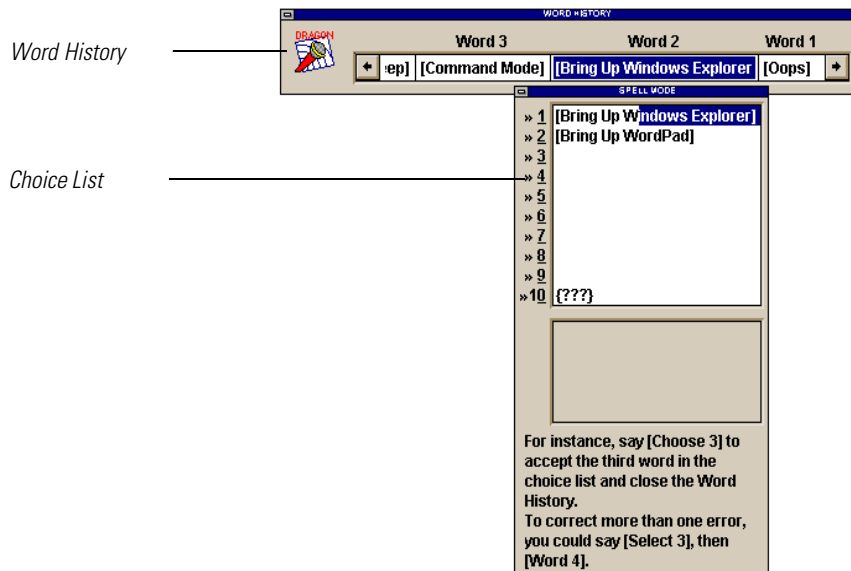 WORD HISTORY
DRAGON
Word History
Word 3 Word 2 Word 1
:ep] [Command Mode] [Bring Up Windows Explorer [Oops]
SPELL MODE
» 1 [Bring Up Windows Explorer]
» 2 [Bring Up WordPad]
» 3
Choice List
» 4
» 5
» 6
» 7
» 8
» 9
»10 {???}
For instance, say [Choose 3] to
accept the third word in the
choice list and close the Word
History.
To correct more than one error,
you could say [Select 3], then
[Word 4].